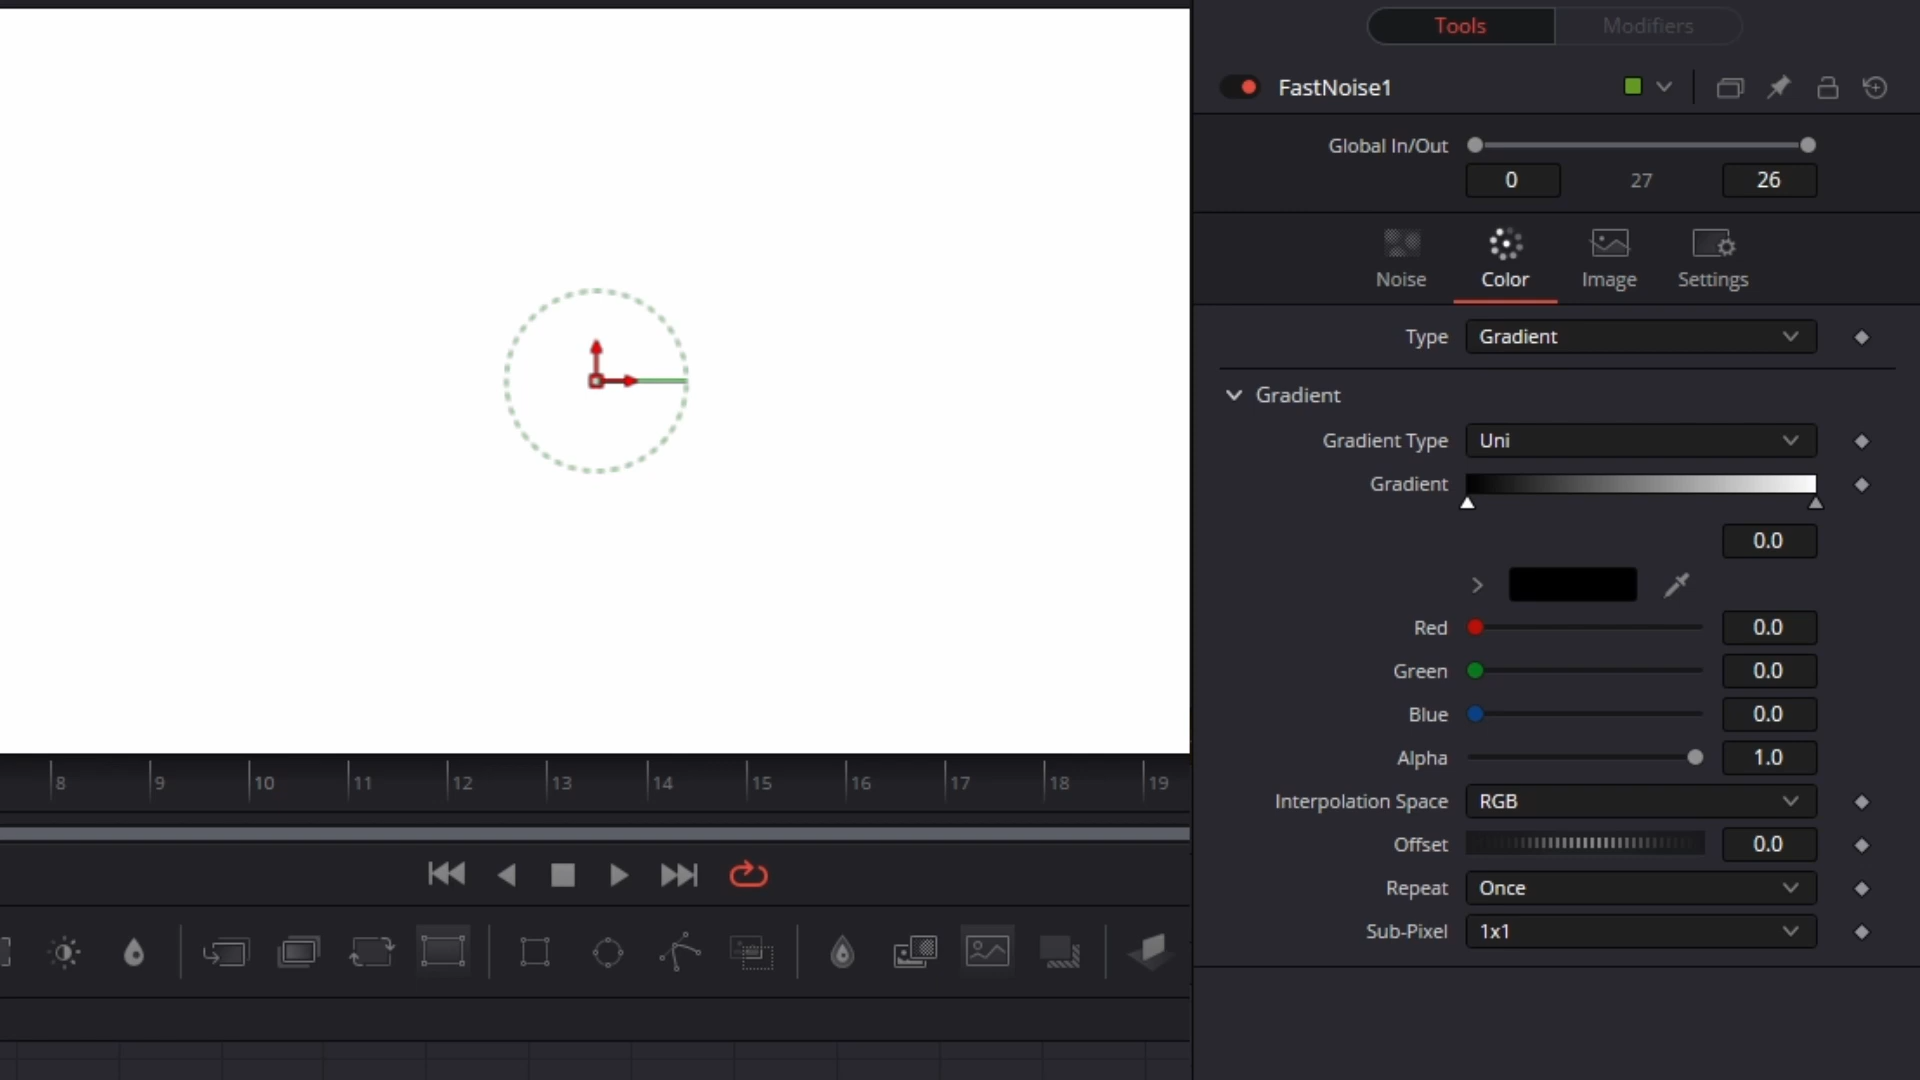 Tools Modifiers
FastNoise1
Global In/Out
0 27 26
Noise Color Image Settings
Type Gradient
Gradient
Gradient Type Uni
Gradient
0.0
Red 0.0
Green 0.0
Blue 0.0
Alpha 1.0
Interpolation Space RGB
Offset 0.0
Repeat Once
Sub-Pixel 1x1
8 9 10 11 12 13 14 15 16 17 18 19